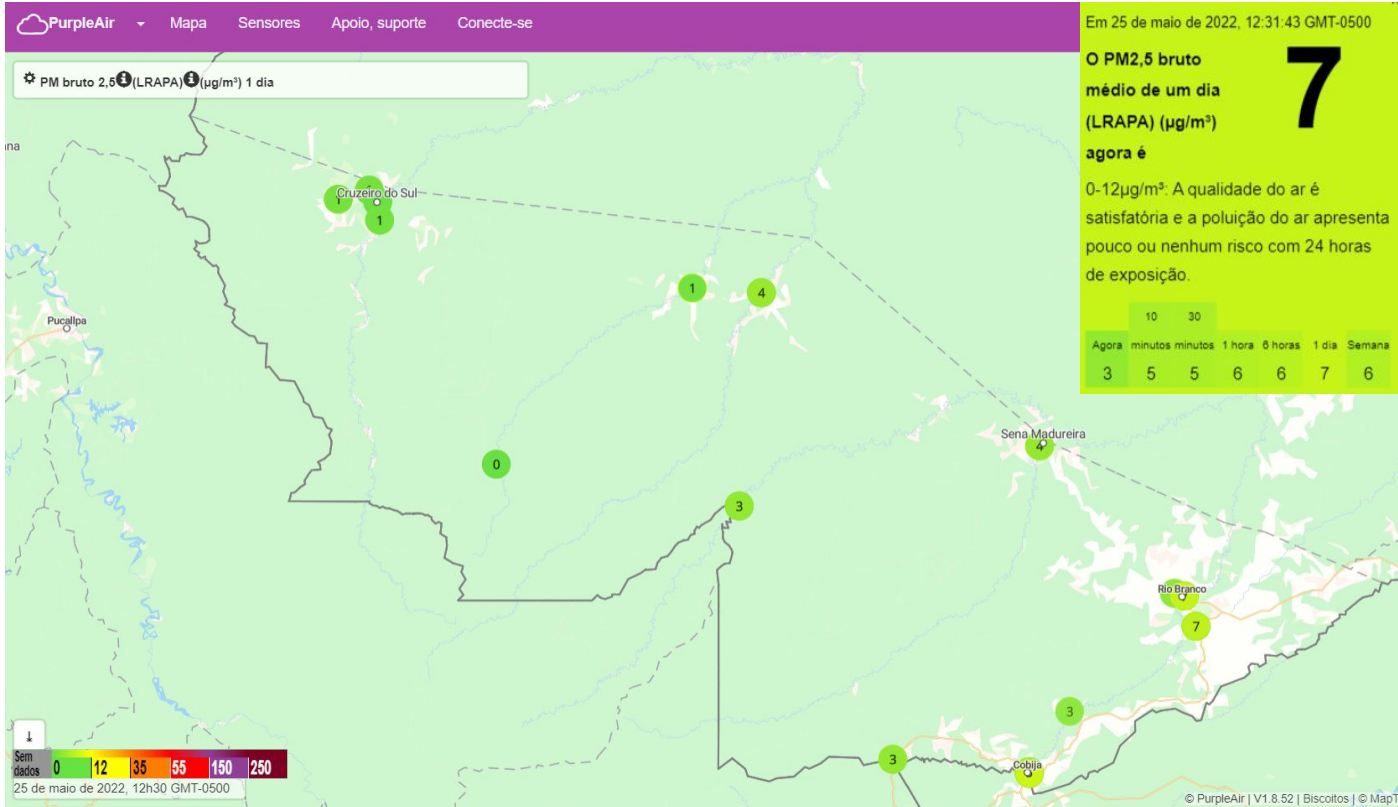 PurpleAir
Mapa
Sensores
Apoio, suporte
Conecte-se
PM bruto 2,5 (LRAPA) (µg/m³) 1 dia
Em 25 de maio de 2022, 12:31:43 GMT-0500
O PM2,5 bruto
médio de um dia
(LRAPA) (µg/m³)
agora é
7
0-12µg/m³: A qualidade do ar é
satisfatória e a poluição do ar apresenta
pouco ou nenhum risco com 24 horas
de exposição.
10 30
Agora minutos minutos 1 hora 6 horas 1 dia Semana
3 5 5 6 6 7 6
ana
Cruzeiro do Sul
1
1
1
4
Pucallpa
Sena Madureira
4
0
3
Rio Branco
7
3
3
Cobija
Sem
dados 0 12 35 55 150 250
25 de maio de 2022, 12h30 GMT-0500
© PurpleAir | V1.8.52 | Biscoitos | © MapT